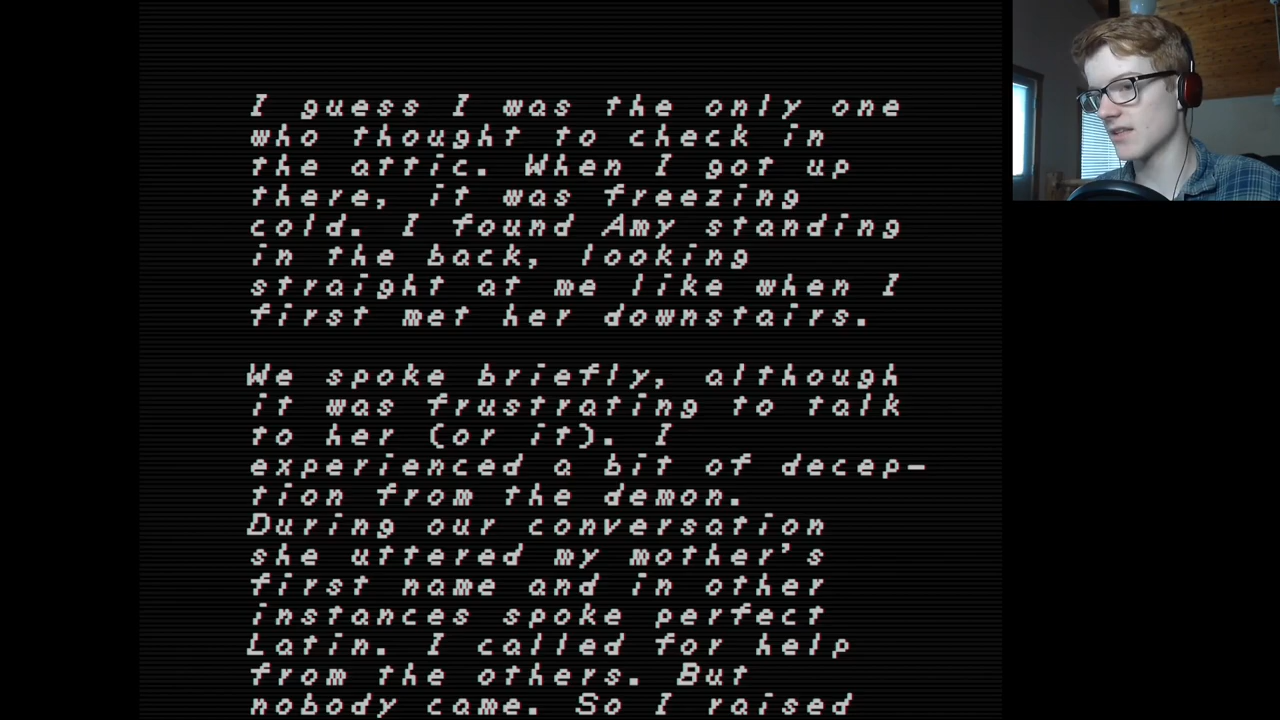 I guess I was the only one
who thought to check in
the attic. When I got up
there, it was freezing
cold. I found Amy standing
in the back, looking
straight at me like when I
first met her downstairs.
We spoke briefly, although
it was frustrating to talk
to her (or it). I
experienced a bit of decep-
tion from the demon.
During our conversation
she uttered my mother's
first name and in other
instances spoke perfect
Latin. I called for help
from the others. But
nobody came. So I raised